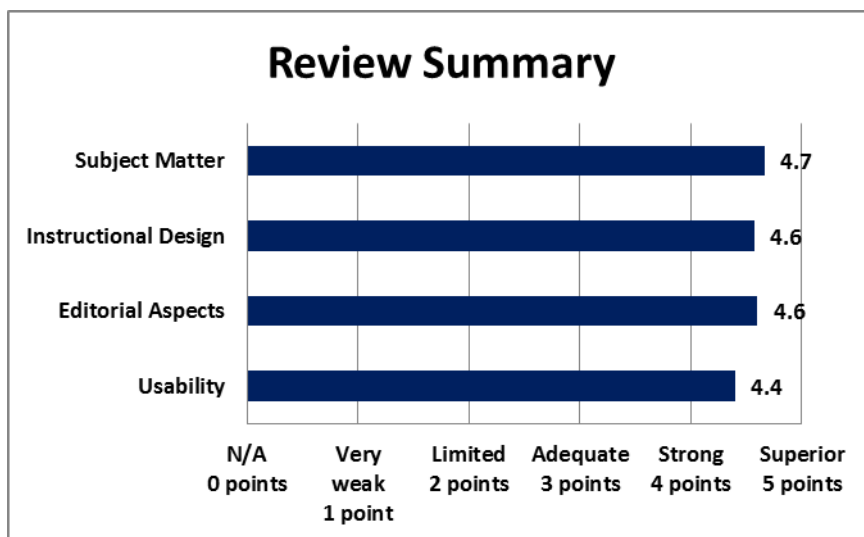 Review Summary
Subject Matter
4.7
Instructional Design
4.6
Editorial Aspects
4.6
Usability
4.4
N/A
0 points
Very
weak
1 point
Limited
2 points
Adequate
3 points
Strong
4 points
Superior
5 points